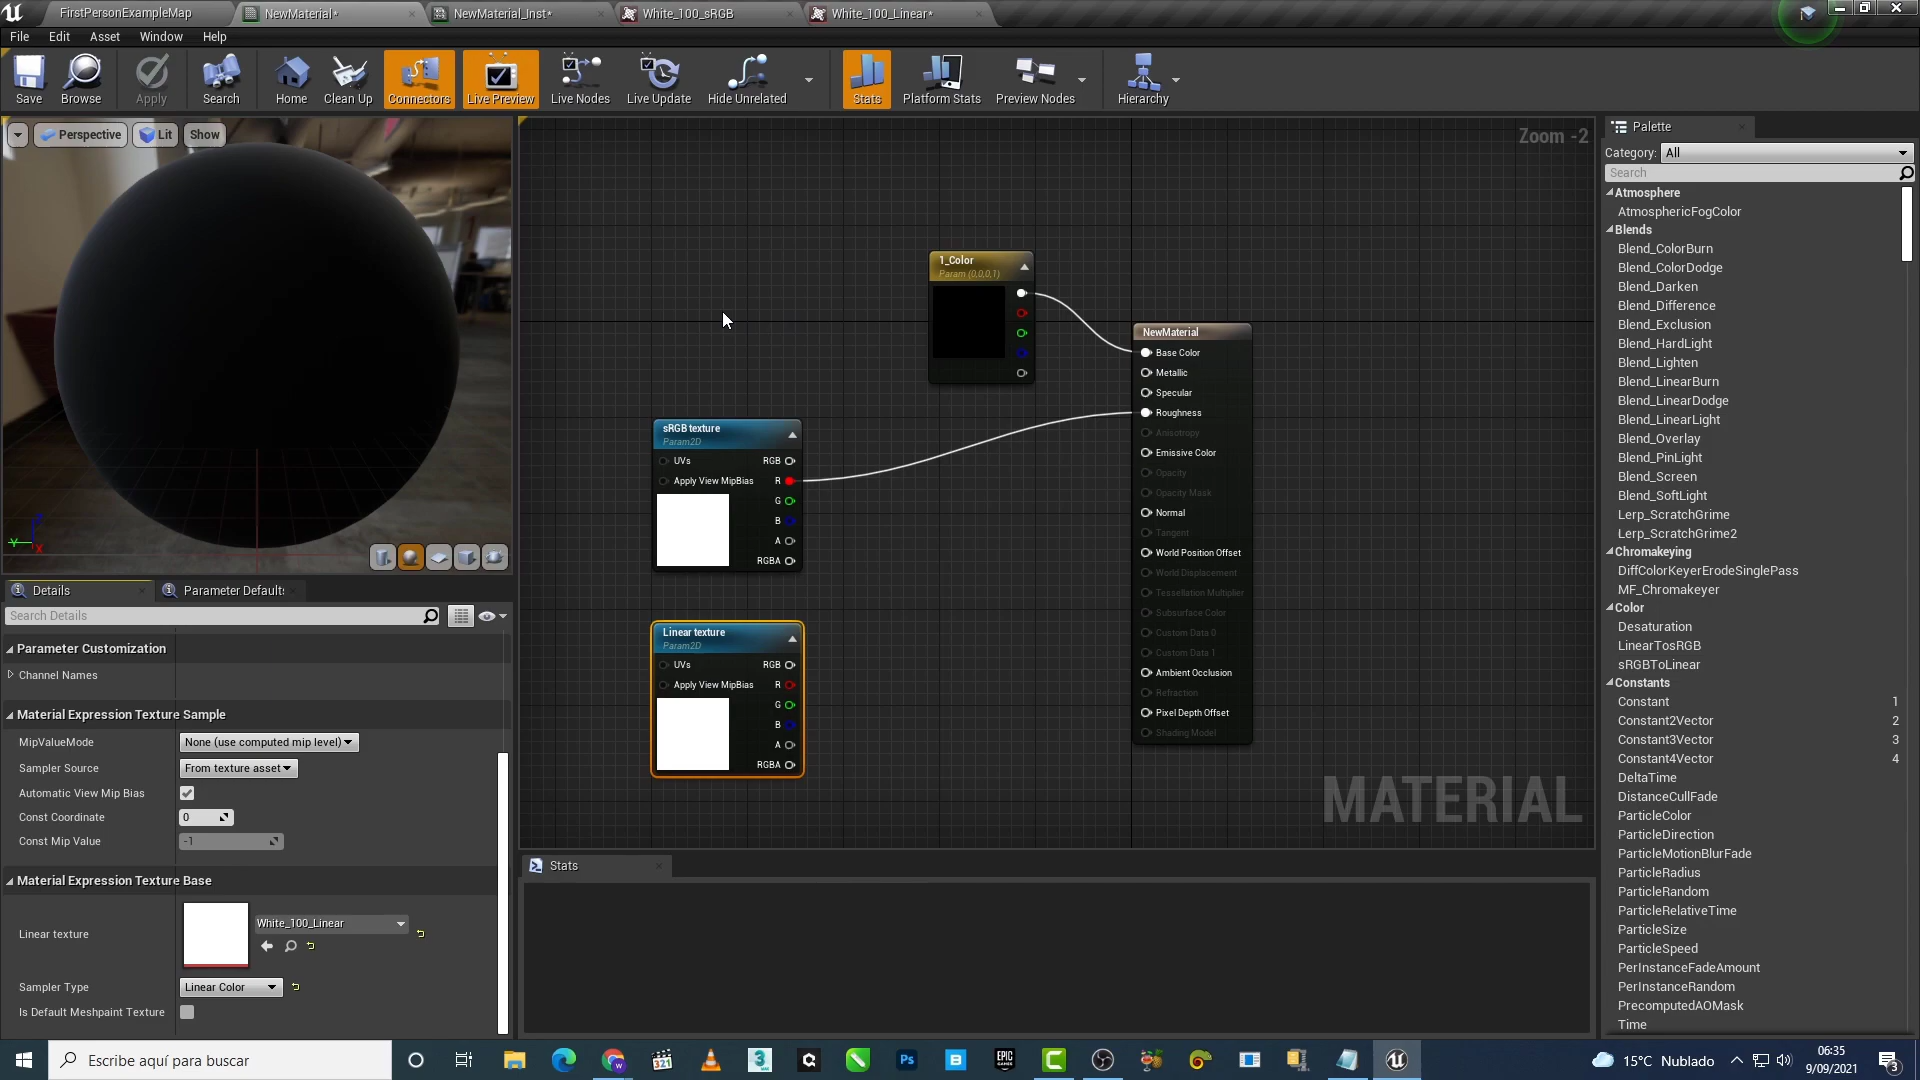 FirstPersonExampleMap
NewMaterial*
NewMaterial_Inst*
White_100_sRGB
White_100_Linear*
File Edit Asset Window Help
Save
Browse
Apply
Search
Home
Clean Up
Connectors
Live Preview
Live Nodes
Live Update
Hide Unrelated
Stats
Platform Stats
Preview Nodes
Hierarchy
Perspective
Lit
Show
Zoom -2
1_Color
Param (0,0,0,1)
NewMaterial
Base Color
Metallic
Specular
Roughness
Anisotropy
Emissive Color
Opacity
Opacity Mask
Normal
Tangent
World Position Offset
World Displacement
Tessellation Multiplier
Subsurface Color
Custom Data 0
Custom Data 1
Ambient Occlusion
Refraction
Pixel Depth Offset
Shading Model
sRGB texture
Param2D
UVs RGB
Apply View MipBias R
G
B
A
RGBA
Linear texture
Param2D
UVs RGB
Apply View MipBias R
G
B
A
RGBA
MATERIAL
Stats
Details
Parameter Defaults
Search Details
Parameter Customization
Channel Names
Material Expression Texture Sample
MipValueMode None (use computed mip level)
Sampler Source From texture asset
Automatic View Mip Bias
Const Coordinate 0
Const Mip Value -1
Material Expression Texture Base
Linear texture White_100_Linear
Sampler Type Linear Color
Is Default Meshpaint Texture
Palette
Category: All
Search
Atmosphere
AtmosphericFogColor
Blends
Blend_ColorBurn
Blend_ColorDodge
Blend_Darken
Blend_Difference
Blend_Exclusion
Blend_HardLight
Blend_Lighten
Blend_LinearBurn
Blend_LinearDodge
Blend_LinearLight
Blend_Overlay
Blend_PinLight
Blend_Screen
Blend_SoftLight
Lerp_ScratchGrime
Lerp_ScratchGrime2
Chromakeying
DiffColorKeyerErodeSinglePass
MF_Chromakeyer
Color
Desaturation
LinearTosRGB
sRGBToLinear
Constants
Constant 1
Constant2Vector 2
Constant3Vector 3
Constant4Vector 4
DeltaTime
DistanceCullFade
ParticleColor
ParticleDirection
ParticleMotionBlurFade
ParticleRadius
ParticleRandom
ParticleRelativeTime
ParticleSize
ParticleSpeed
PerInstanceFadeAmount
PerInstanceRandom
PrecomputedAOMask
Time
Escribe aquí para buscar
15°C Nublado
06:35
9/09/2021
3